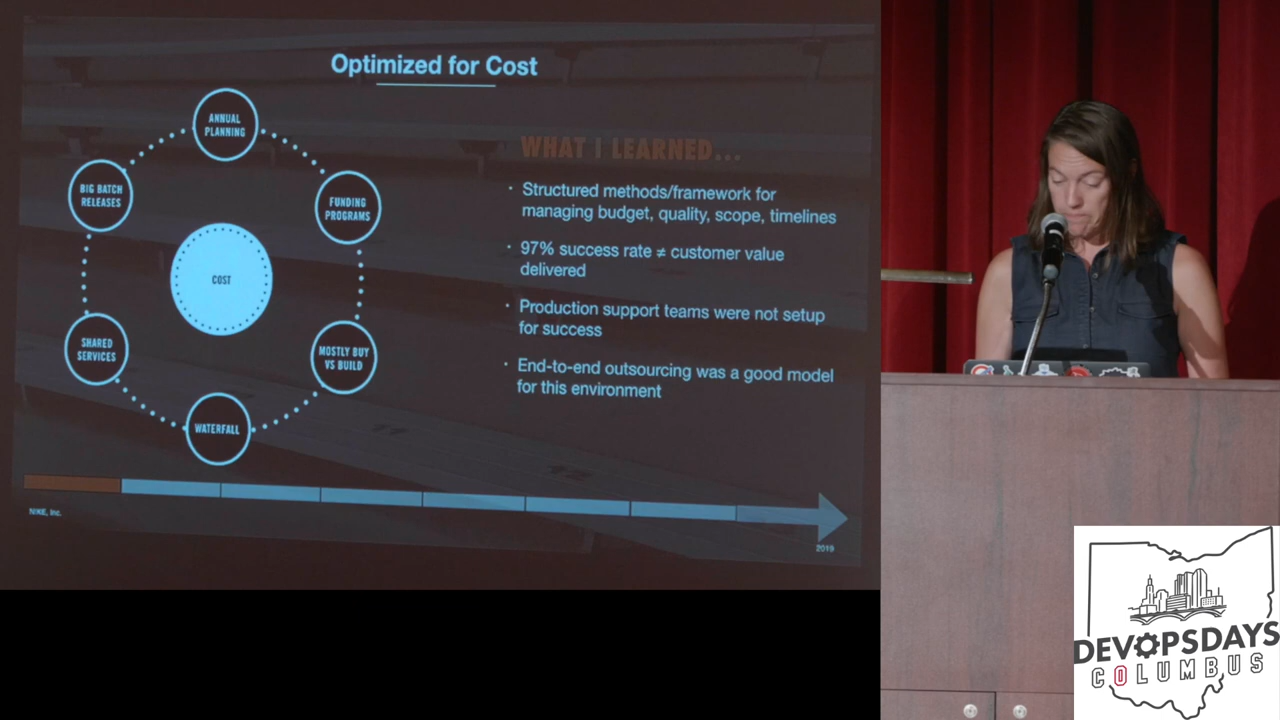 Optimized for Cost
ANNUAL
PLANNING
BIG BATCH
RELEASES
FUNDING
PROGRAMS
COST
SHARED
SERVICES
MOSTLY BUY
VS BUILD
WATERFALL
WHAT I LEARNED...
· Structured methods/framework for
managing budget, quality, scope, timelines
· 97% success rate ≠ customer value
delivered
· Production support teams were not setup
for success
· End-to-end outsourcing was a good model
for this environment
NIKE, Inc.
2019
DEVOPSDAYS
COLUMBUS